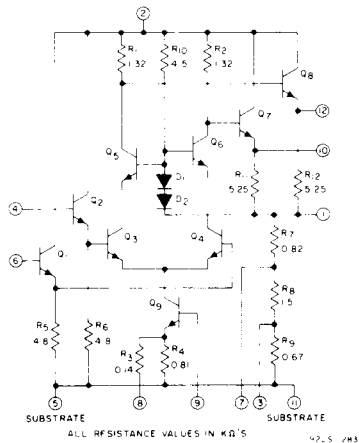 2
R1 1.32
R10 4.5
R2 1.32
Q8
12
Q7
Q5
Q6
10
D1
D2
R 5.25
R12 5.25
1
Q2
4
Q3
Q4
R7 0.82
6
Q
R8 1.5
Q9
R5 4.8
R6 4.8
R3 0.14
R4 0.81
R9 0.67
5
8
9
7
3
11
SUBSTRATE
SUBSTRATE
ALL RESISTANCE VALUES IN KΩ'S